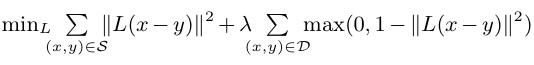 min_L ∑_{(x,y)∈𝒮} ‖L(x − y)‖² + λ ∑_{(x,y)∈𝒟} max(0, 1 − ‖L(x − y)‖²)